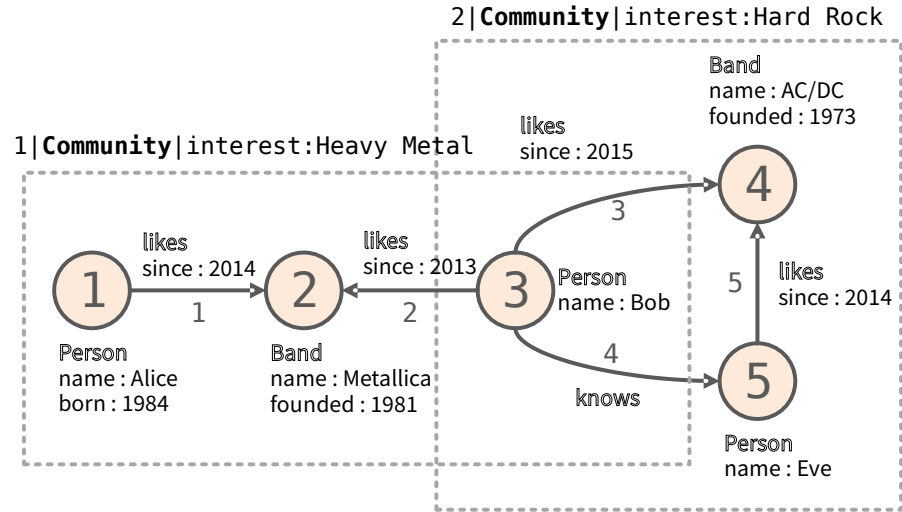 2|Community|interest:Hard Rock
Band
name : AC/DC
founded : 1973
likes
since : 2015
1|Community|interest:Heavy Metal
4
3
likes
since : 2014
likes
since : 2013
1
2
3
Person
name : Bob
5
likes
since : 2014
1
2
Person
name : Alice
born : 1984
Band
name : Metallica
founded : 1981
4
knows
5
Person
name : Eve